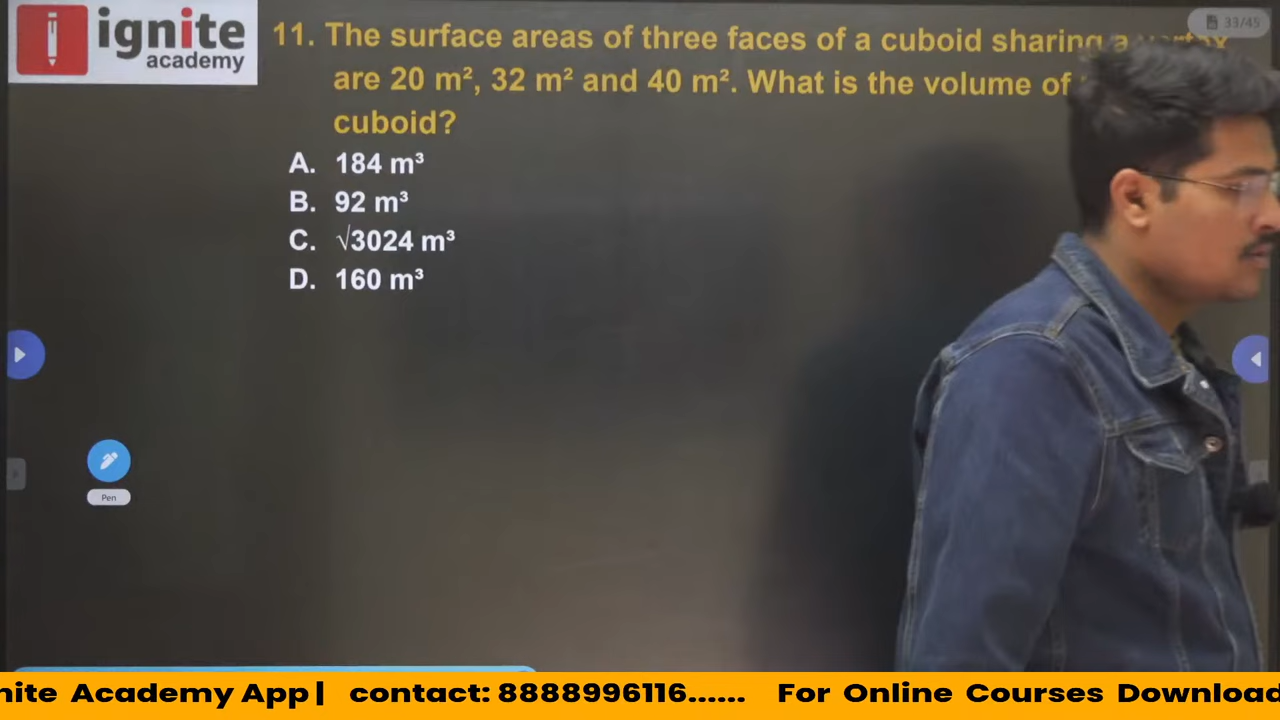 ignite
academy
33/45
11. The surface areas of three faces of a cuboid sharing a
are 20 m², 32 m² and 40 m². What is the volume of
cuboid?
A. 184 m³
B. 92 m³
C. √3024 m³
D. 160 m³
Pen
nite Academy App | contact: 8888996116...... For Online Courses Download